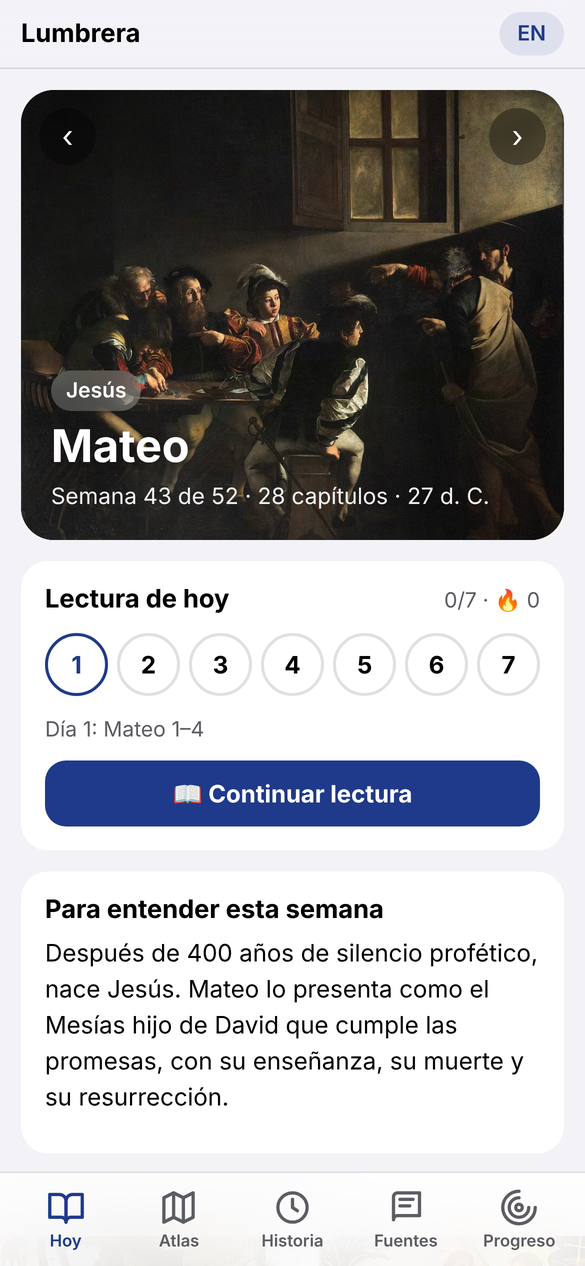 Lumbrera
EN
‹
›
Jesús
Mateo
Semana 43 de 52 · 28 capítulos · 27 d. C.
Lectura de hoy
0/7 · 🔥 0
1 2 3 4 5 6 7
Día 1: Mateo 1–4
📖 Continuar lectura
Para entender esta semana
Después de 400 años de silencio profético,
nace Jesús. Mateo lo presenta como el
Mesías hijo de David que cumple las
promesas, con su enseñanza, su muerte y
su resurrección.
Hoy
Atlas
Historia
Fuentes
Progreso